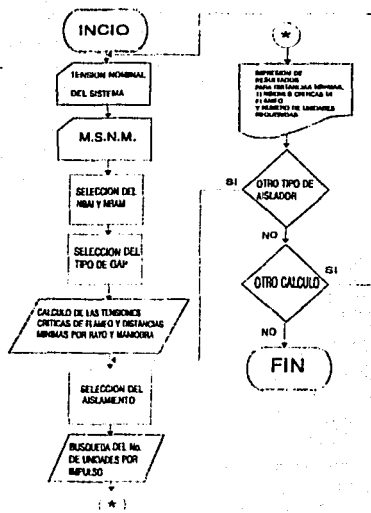 INCIO
TENSION NOMINAL
DEL SISTEMA
M.S.N.M.
SELECCION DEL
NBAI Y NBAM
SELECCION DEL
TIPO DE GAP
CALCULO DE LAS TENSIONES
CRITICAS DE FLAMEO Y DISTANCIAS
MINIMAS POR RAYO Y MANIOBRA
SELECCION DEL
AISLAMIENTO
BUSQUEDA DEL No.
DE UNIDADES POR
IMPULSO
(*)
*
IMPRESION DE
RESULTADOS
PARA DISTANCIAS MINIMAS,
TENSIONES CRITICAS DE
FLAMEO
Y NUMERO DE UNIDADES
REQUERIDAS
SI
OTRO TIPO DE
AISLADOR
NO
SI
OTRO CALCULO
NO
FIN